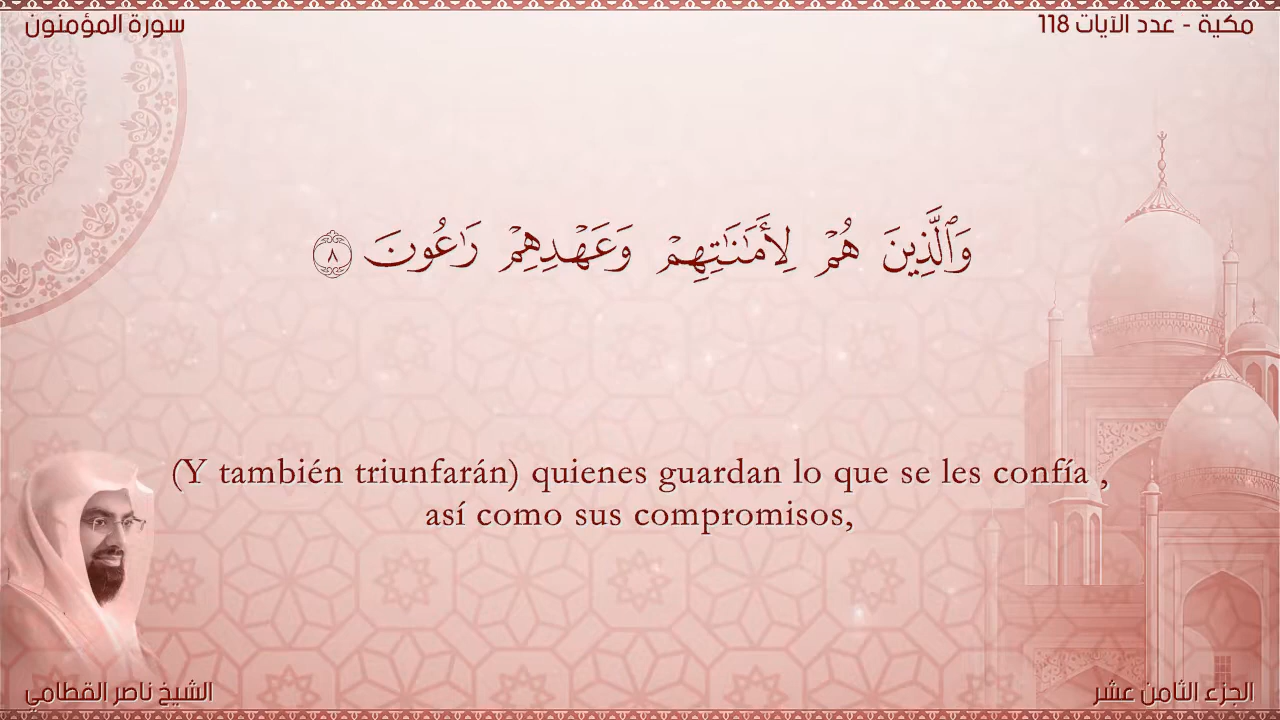 سورة المؤمنون
مكية - عدد الآيات 118
وَٱلَّذِينَ هُمۡ لِأَمَٰنَٰتِهِمۡ وَعَهۡدِهِمۡ رَٰعُونَ ٨
(Y también triunfarán) quienes guardan lo que se les confía ,
así como sus compromisos,
الشيخ ناصر القطامي
الجزء الثامن عشر